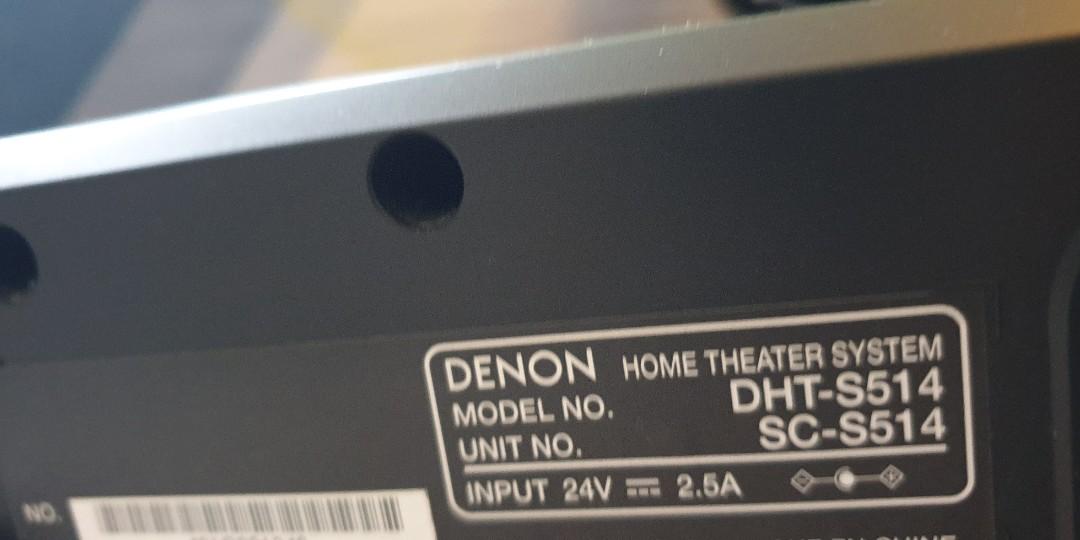 DENON HOME THEATER SYSTEM
MODEL NO. DHT-S514
UNIT NO. SC-S514
INPUT 24V ⎓ 2.5A
NO.